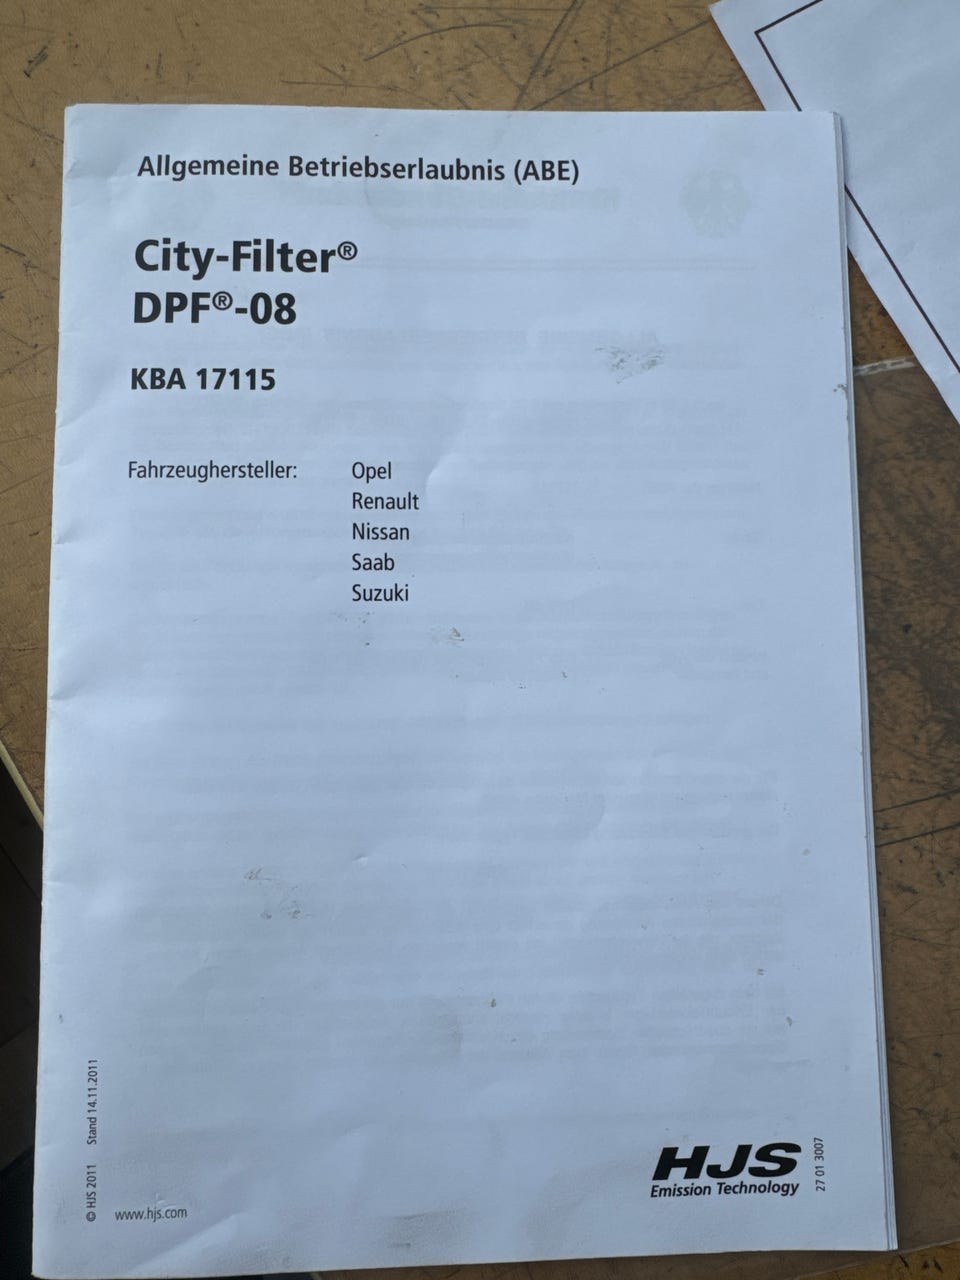 Allgemeine Betriebserlaubnis (ABE)
City-Filter®
DPF®-08
KBA 17115
Fahrzeughersteller: Opel
Renault
Nissan
Saab
Suzuki
© HJS 2011 Stand 14.11.2011
www.hjs.com
HJS
Emission Technology
27 01 3007